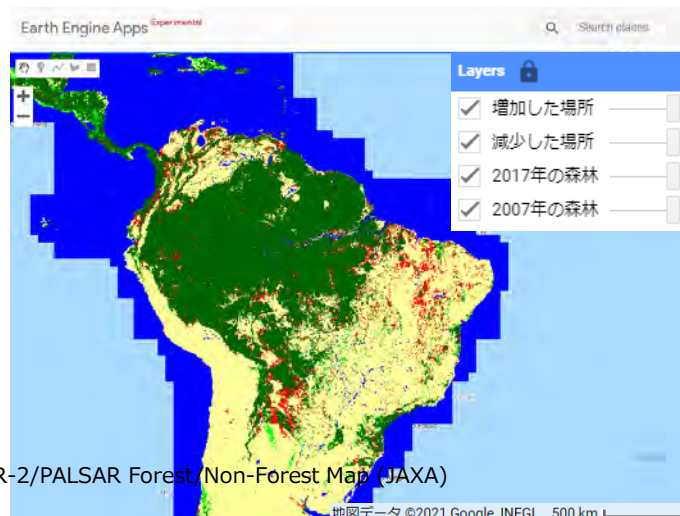 Earth Engine Apps Experimental
Search places
Layers
増加した場所
減少した場所
2017年の森林
2007年の森林
R-2/PALSAR Forest/Non-Forest Map (JAXA)
地図データ ©2021 Google, INEGI 500 km